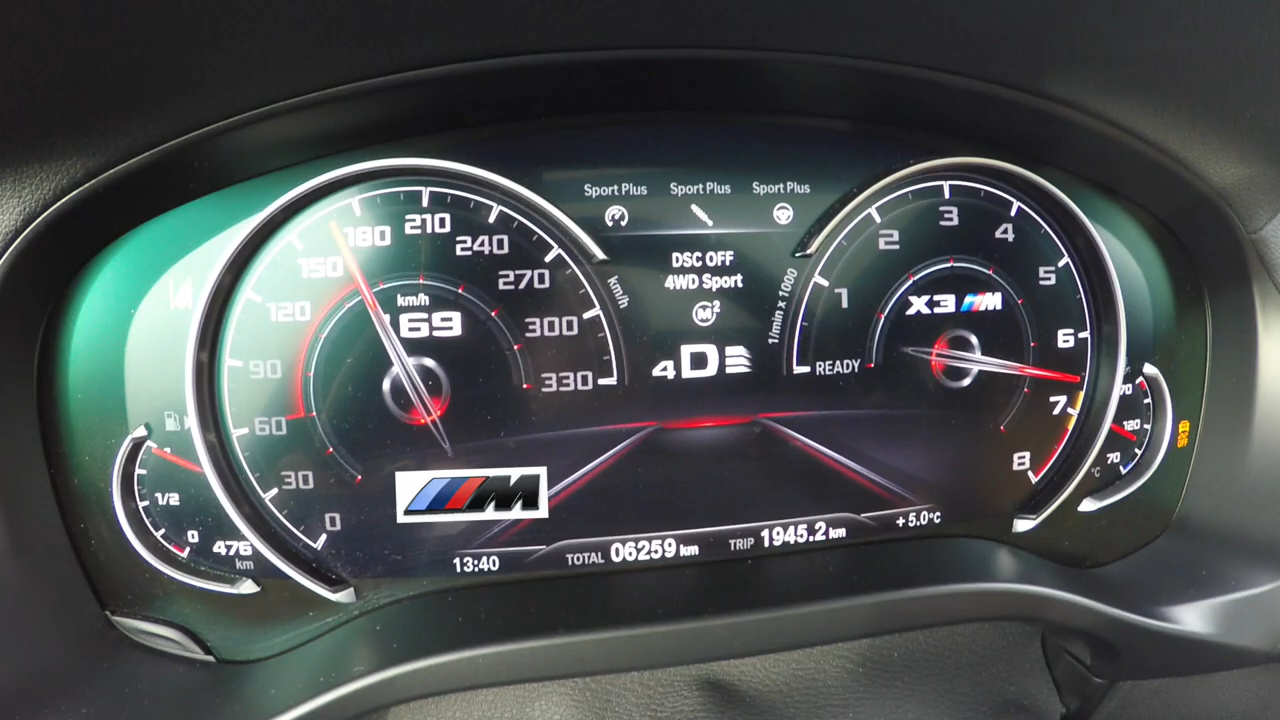 Sport Plus Sport Plus Sport Plus
DSC OFF
4WD Sport
M²
4D
km/h
69
0
30
60
90
120
150
180
210
240
270
300
330
km/h
1/min x 1000
READY
1
2
3
4
5
6
7
8
X3 M
1/2
0
476
km
M
70
120
70
°C
13:40
TOTAL 06259 km
TRIP 1945.2 km
+5.0°C